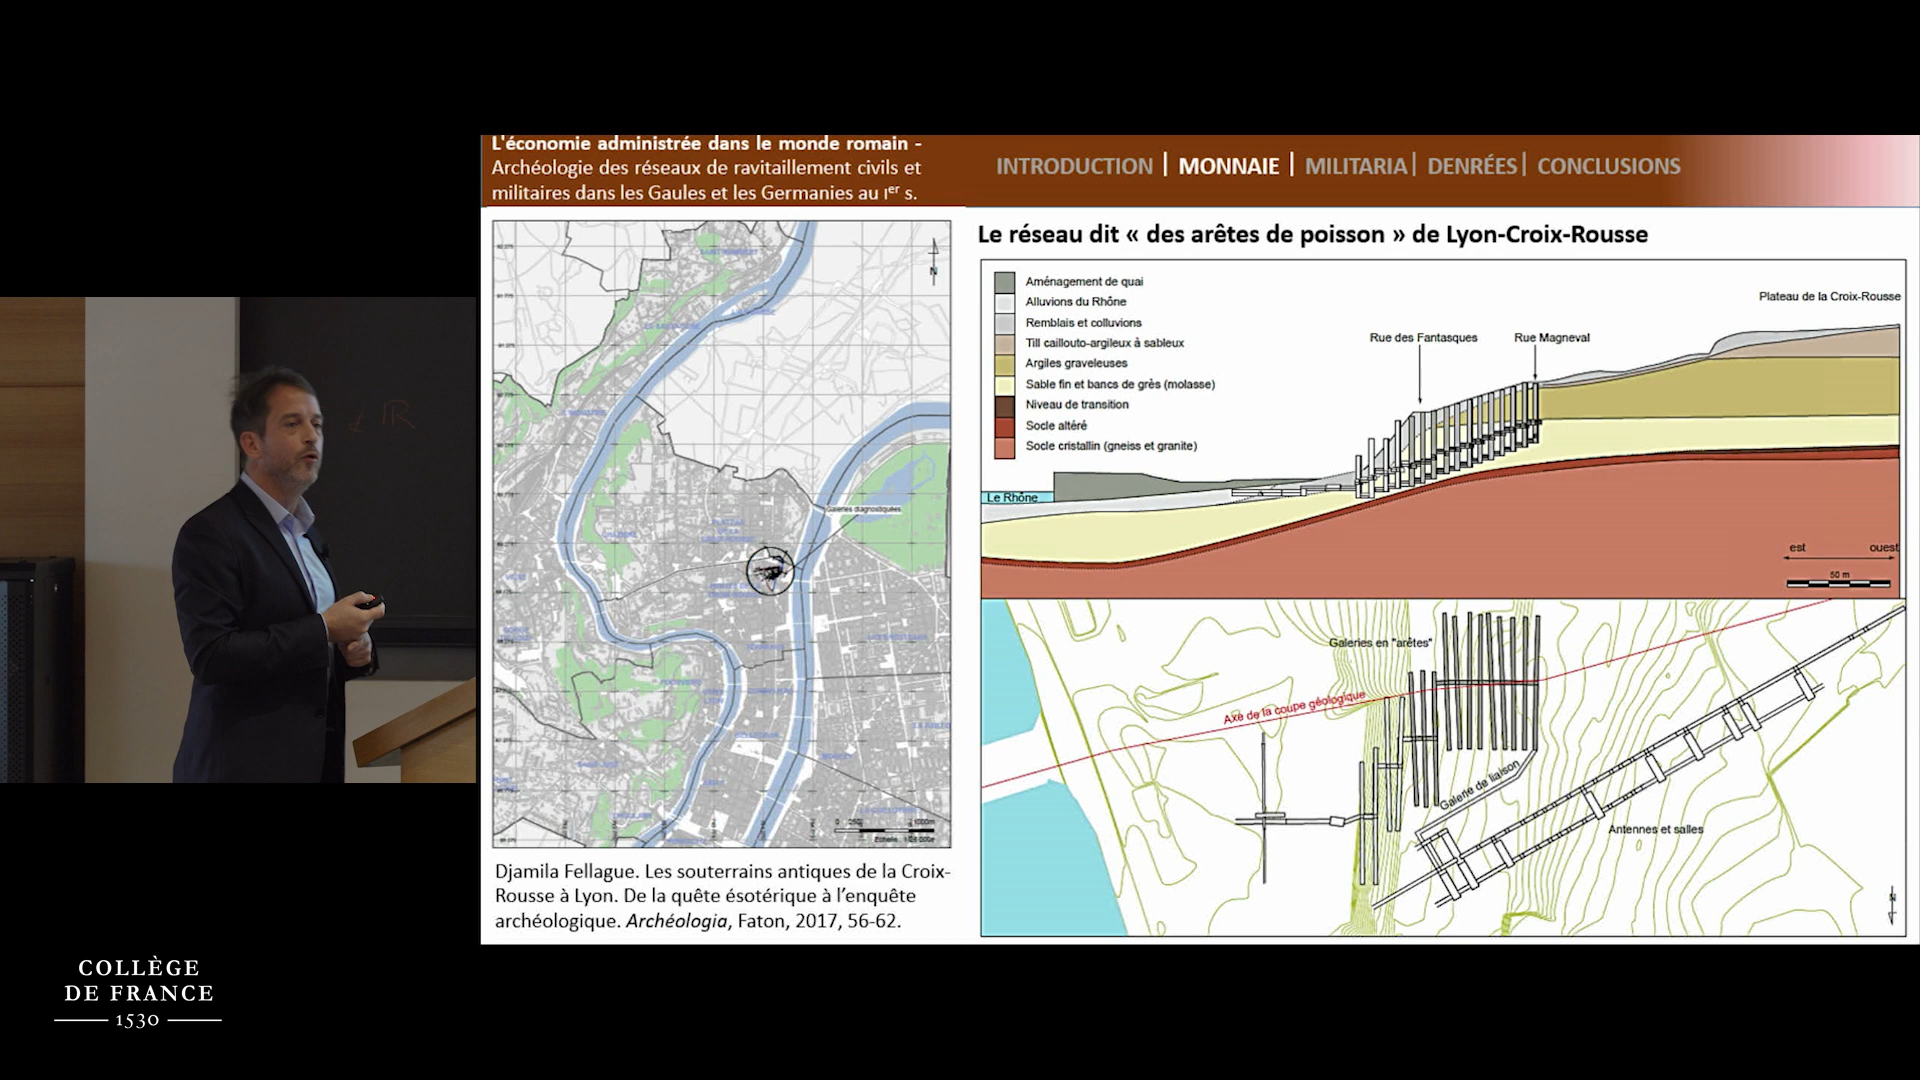 L'économie administrée dans le monde romain -
Archéologie des réseaux de ravitaillement civils et
militaires dans les Gaules et les Germanies au Ier s.
INTRODUCTION | MONNAIE | MILITARIA | DENRÉES | CONCLUSIONS
Le réseau dit « des arêtes de poisson » de Lyon-Croix-Rousse
Aménagement de quai
Alluvions du Rhône
Remblais et colluvions
Till caillouto-argileux à sableux
Argiles graveleuses
Sable fin et bancs de grès (molasse)
Niveau de transition
Socle altéré
Socle cristallin (gneiss et granite)
Plateau de la Croix-Rousse
Rue des Fantasques
Rue Magneval
Le Rhône
est
ouest
50 m
Galeries diagnostiquées
N
Galeries en "arêtes"
Axe de la coupe géologique
Galerie de liaison
Antennes et salles
Djamila Fellague. Les souterrains antiques de la Croix-
Rousse à Lyon. De la quête ésotérique à l'enquête
archéologique. Archéologia, Faton, 2017, 56-62.
COLLÈGE
DE FRANCE
1530